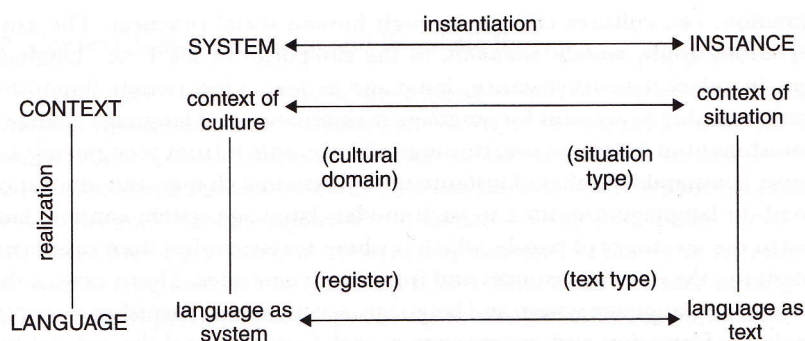 instantiation
SYSTEM INSTANCE
CONTEXT context of culture context of situation
(cultural domain) (situation type)
realization
(register) (text type)
LANGUAGE language as system language as text